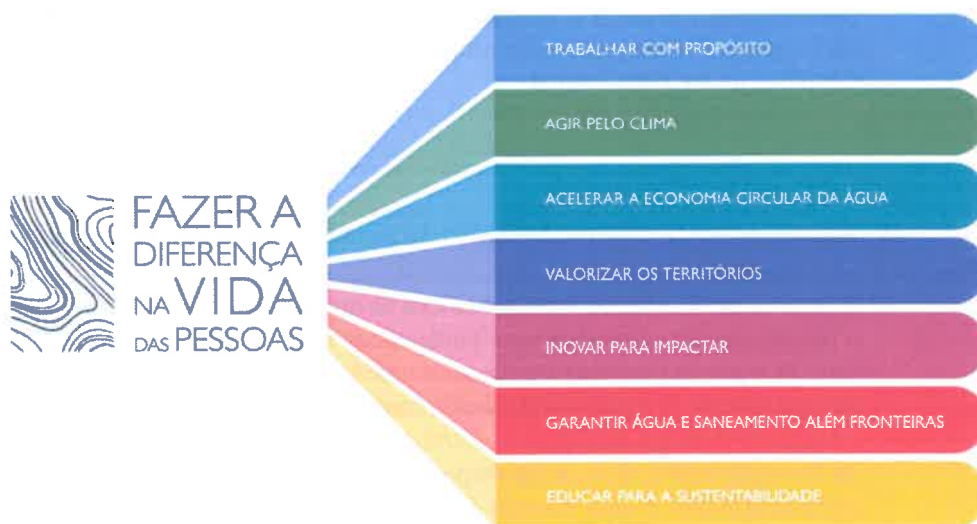 FAZER A
DIFERENÇA
NA VIDA
DAS PESSOAS
TRABALHAR COM PROPÓSITO
AGIR PELO CLIMA
ACELERAR A ECONOMIA CIRCULAR DA ÁGUA
VALORIZAR OS TERRITÓRIOS
INOVAR PARA IMPACTAR
GARANTIR ÁGUA E SANEAMENTO ALÉM FRONTEIRAS
EDUCAR PARA A SUSTENTABILIDADE